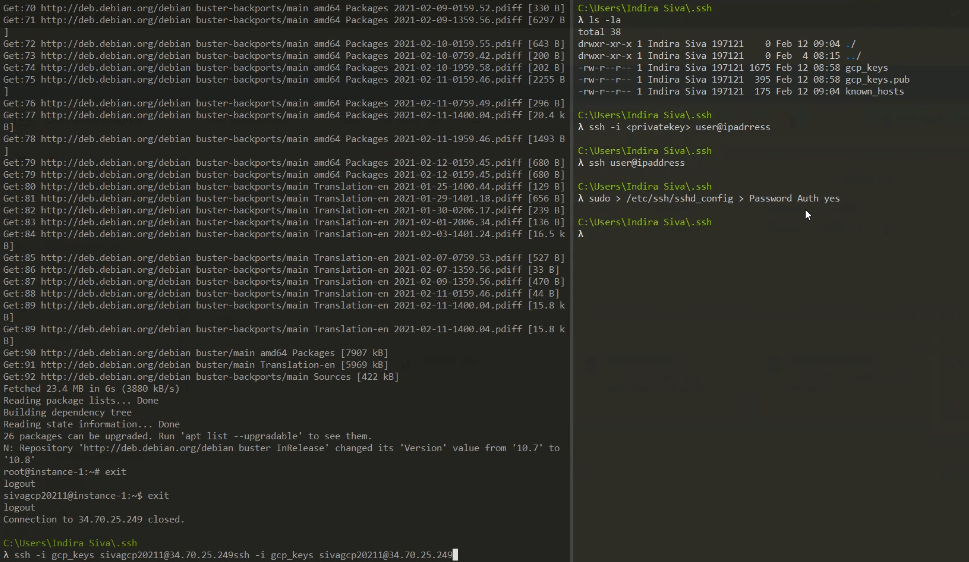 Get:70 http://deb.debian.org/debian buster-backports/main amd64 Packages 2021-02-09-0159.52.pdiff [330 B]
Get:71 http://deb.debian.org/debian buster-backports/main amd64 Packages 2021-02-09-1359.56.pdiff [6297 B
]
Get:72 http://deb.debian.org/debian buster-backports/main amd64 Packages 2021-02-10-0159.55.pdiff [643 B]
Get:73 http://deb.debian.org/debian buster-backports/main amd64 Packages 2021-02-10-0759.42.pdiff [200 B]
Get:74 http://deb.debian.org/debian buster-backports/main amd64 Packages 2021-02-10-1959.58.pdiff [202 B]
Get:75 http://deb.debian.org/debian buster-backports/main amd64 Packages 2021-02-11-0159.46.pdiff [2255 B
]
Get:76 http://deb.debian.org/debian buster-backports/main amd64 Packages 2021-02-11-0759.49.pdiff [296 B]
Get:77 http://deb.debian.org/debian buster-backports/main amd64 Packages 2021-02-11-1400.04.pdiff [20.4 k
B]
Get:78 http://deb.debian.org/debian buster-backports/main amd64 Packages 2021-02-11-1959.46.pdiff [1493 B
]
Get:79 http://deb.debian.org/debian buster-backports/main amd64 Packages 2021-02-12-0159.45.pdiff [680 B]
Get:79 http://deb.debian.org/debian buster-backports/main amd64 Packages 2021-02-12-0159.45.pdiff [680 B]
Get:80 http://deb.debian.org/debian buster-backports/main Translation-en 2021-01-25-1400.44.pdiff [129 B]
Get:81 http://deb.debian.org/debian buster-backports/main Translation-en 2021-01-29-1401.18.pdiff [656 B]
Get:82 http://deb.debian.org/debian buster-backports/main Translation-en 2021-01-30-0206.17.pdiff [239 B]
Get:83 http://deb.debian.org/debian buster-backports/main Translation-en 2021-02-01-2006.34.pdiff [136 B]
Get:84 http://deb.debian.org/debian buster-backports/main Translation-en 2021-02-03-1401.24.pdiff [16.5 k
B]
Get:85 http://deb.debian.org/debian buster-backports/main Translation-en 2021-02-07-0759.53.pdiff [527 B]
Get:86 http://deb.debian.org/debian buster-backports/main Translation-en 2021-02-07-1359.56.pdiff [33 B]
Get:87 http://deb.debian.org/debian buster-backports/main Translation-en 2021-02-09-1359.56.pdiff [470 B]
Get:88 http://deb.debian.org/debian buster-backports/main Translation-en 2021-02-11-0159.46.pdiff [44 B]
Get:89 http://deb.debian.org/debian buster-backports/main Translation-en 2021-02-11-1400.04.pdiff [15.8 k
B]
Get:89 http://deb.debian.org/debian buster-backports/main Translation-en 2021-02-11-1400.04.pdiff [15.8 k
B]
Get:90 http://deb.debian.org/debian buster/main amd64 Packages [7907 kB]
Get:91 http://deb.debian.org/debian buster/main Translation-en [5969 kB]
Get:92 http://deb.debian.org/debian buster-backports/main Sources [422 kB]
Fetched 23.4 MB in 6s (3880 kB/s)
Reading package lists... Done
Building dependency tree
Reading state information... Done
26 packages can be upgraded. Run 'apt list --upgradable' to see them.
N: Repository 'http://deb.debian.org/debian buster InRelease' changed its 'Version' value from '10.7' to
'10.8'
root@instance-1:~# exit
logout
sivagcp20211@instance-1:~$ exit
logout
Connection to 34.70.25.249 closed.
C:\Users\Indira Siva\.ssh
λ ssh -i gcp_keys sivagcp20211@34.70.25.249ssh -i gcp_keys sivagcp20211@34.70.25.249
C:\Users\Indira Siva\.ssh
λ ls -la
total 38
drwxr-xr-x 1 Indira Siva 197121 0 Feb 12 09:04 ./
drwxr-xr-x 1 Indira Siva 197121 0 Feb 4 08:15 ../
-rw-r--r-- 1 Indira Siva 197121 1675 Feb 12 08:58 gcp_keys
-rw-r--r-- 1 Indira Siva 197121 395 Feb 12 08:58 gcp_keys.pub
-rw-r--r-- 1 Indira Siva 197121 175 Feb 12 09:04 known_hosts
C:\Users\Indira Siva\.ssh
λ ssh -i <privatekey> user@ipadrress
C:\Users\Indira Siva\.ssh
λ ssh user@ipaddress
C:\Users\Indira Siva\.ssh
λ sudo > /etc/ssh/sshd_config > Password Auth yes
C:\Users\Indira Siva\.ssh
λ